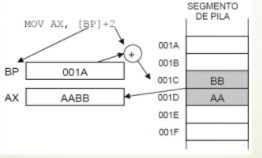 SEGMENTO
DE PILA
MOV AX, [BP]+2
+
001A
001B
BP 001A
001C BB
AX AABB
001D AA
001E
001F